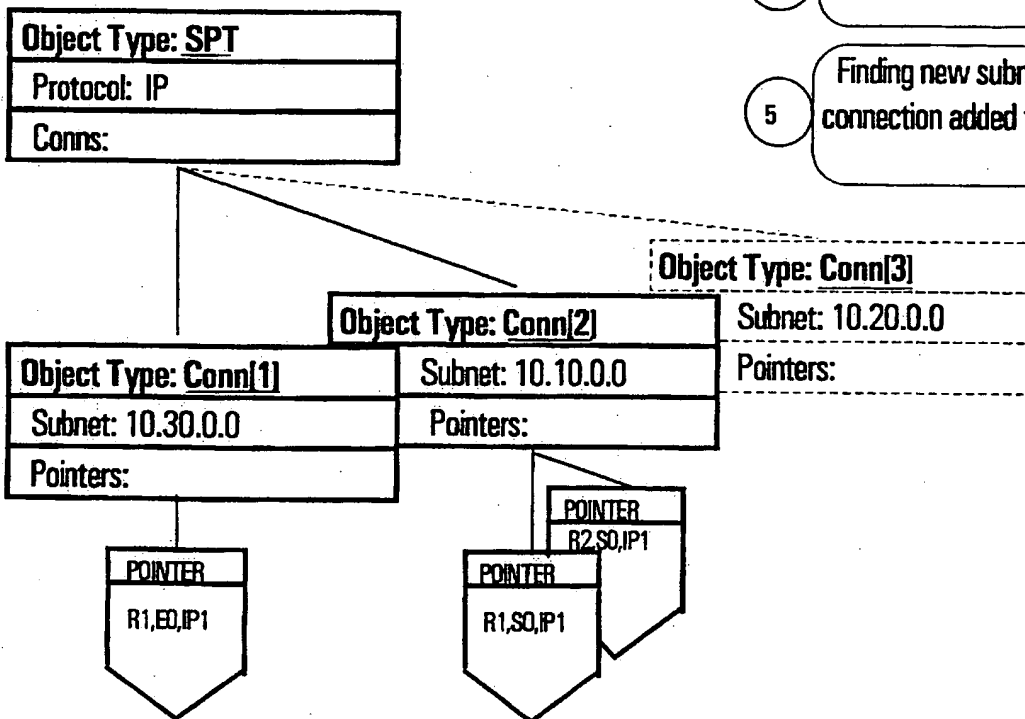 Object Type: SPT
Protocol: IP
Conns:
5
Finding new
connection added
Object Type: Conn[3]
Subnet: 10.20.0.0
Pointers:
Object Type: Conn[2]
Subnet: 10.10.0.0
Pointers:
Object Type: Conn[1]
Subnet: 10.30.0.0
Pointers:
POINTER
R2,S0,IP1
POINTER
R1,E0,IP1
POINTER
R1,S0,IP1